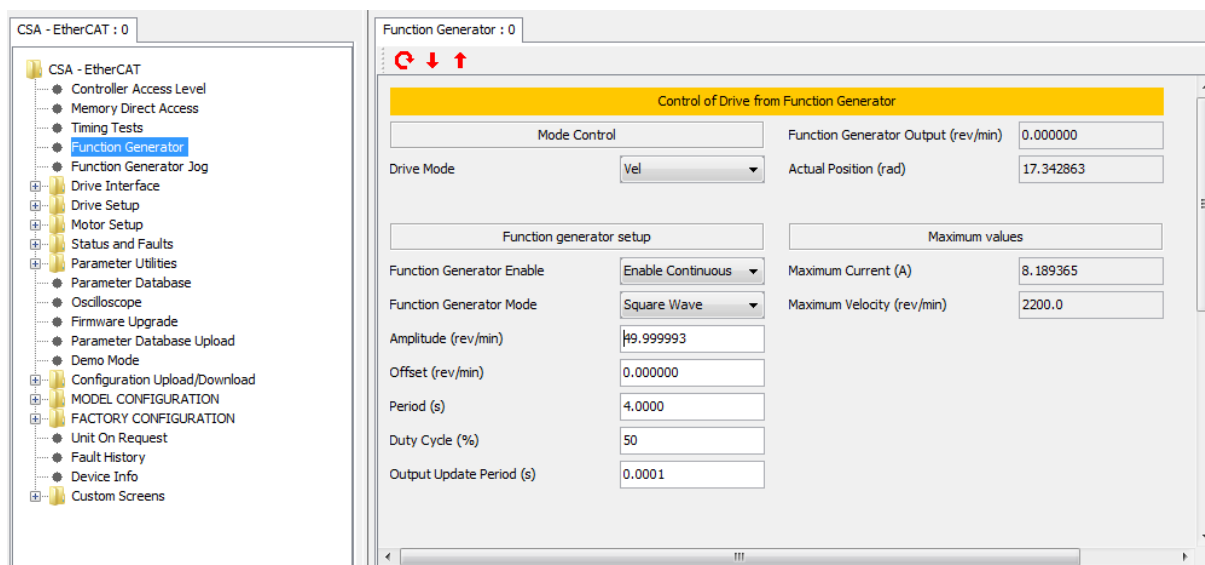 CSA - EtherCAT : 0
CSA - EtherCAT
Controller Access Level
Memory Direct Access
Timing Tests
Function Generator
Function Generator Jog
Drive Interface
Drive Setup
Motor Setup
Status and Faults
Parameter Utilities
Parameter Database
Oscilloscope
Firmware Upgrade
Parameter Database Upload
Demo Mode
Configuration Upload/Download
MODEL CONFIGURATION
FACTORY CONFIGURATION
Unit On Request
Fault History
Device Info
Custom Screens
Function Generator : 0
Control of Drive from Function Generator
Mode Control
Function Generator Output (rev/min) 0.000000
Drive Mode Vel
Actual Position (rad) 17.342863
Function generator setup
Maximum values
Function Generator Enable Enable Continuous
Maximum Current (A) 8.189365
Function Generator Mode Square Wave
Maximum Velocity (rev/min) 2200.0
Amplitude (rev/min) 49.999993
Offset (rev/min) 0.000000
Period (s) 4.0000
Duty Cycle (%) 50
Output Update Period (s) 0.0001